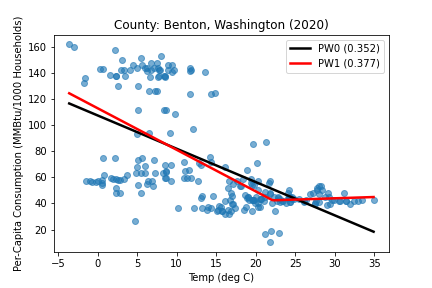 County: Benton, Washington (2020)
PW0 (0.352)
PW1 (0.377)
Per-Capita Consumption (MMBtu/1000 Households)
160
140
120
100
80
60
40
20
−5 0 5 10 15 20 25 30 35
Temp (deg C)